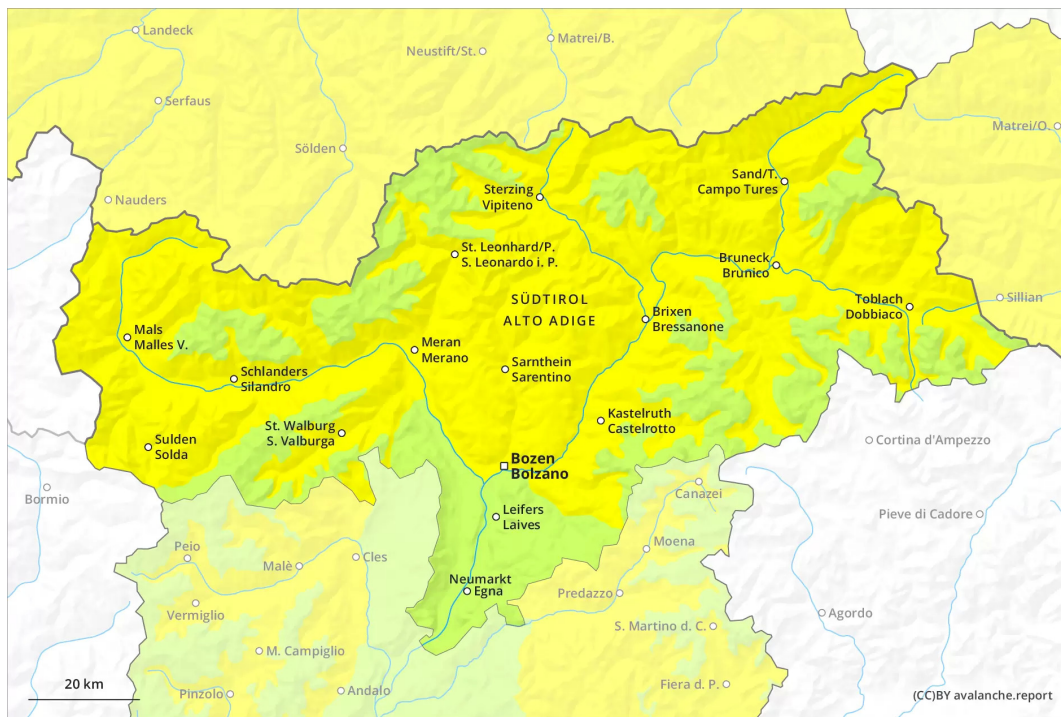 Landeck
Matrei/B.
Neustift/St.
Serfaus
Matrei/O.
Sölden
Sand/T.
Campo Tures
Sterzing
Vipiteno
Nauders
St. Leonhard/P.
S. Leonardo i. P.
Bruneck
Brunico
SÜDTIROL
ALTO ADIGE
Toblach
Dobbiaco
Sillian
Brixen
Bressanone
Mals
Malles V.
Meran
Merano
Sarnthein
Sarentino
Schlanders
Silandro
Kastelruth
Castelrotto
St. Walburg
S. Valburga
Sulden
Solda
Cortina d'Ampezzo
Bozen
Bolzano
Bormio
Canazei
Leifers
Laives
Pieve di Cadore
Moena
Peio
Cles
Malè
Neumarkt
Egna
Predazzo
Vermiglio
Agordo
S. Martino d. C.
M. Campiglio
20 km
Pinzolo
Andalo
Fiera d. P.
(CC)BY avalanche.report